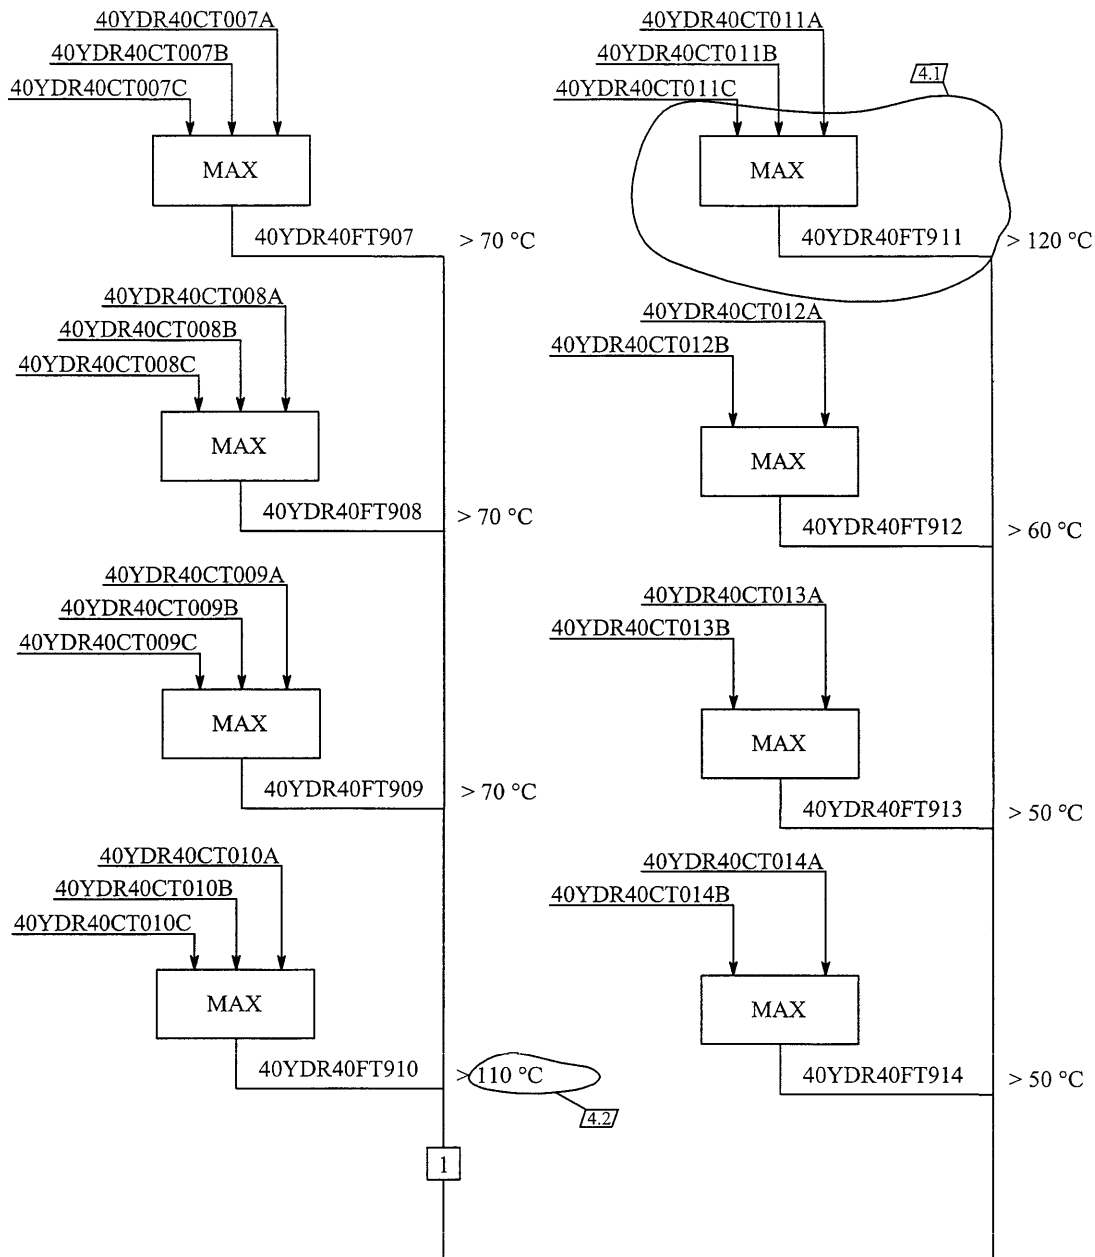 40YDR40CT007A
40YDR40CT007B
40YDR40CT007C
MAX
40YDR40FT907
> 70 °C
40YDR40CT008A
40YDR40CT008B
40YDR40CT008C
MAX
40YDR40FT908
> 70 °C
40YDR40CT009A
40YDR40CT009B
40YDR40CT009C
MAX
40YDR40FT909
> 70 °C
40YDR40CT010A
40YDR40CT010B
40YDR40CT010C
MAX
40YDR40FT910
> 110 °C
4.2
1
40YDR40CT011A
40YDR40CT011B
40YDR40CT011C
4.1
MAX
40YDR40FT911
> 120 °C
40YDR40CT012A
40YDR40CT012B
MAX
40YDR40FT912
> 60 °C
40YDR40CT013A
40YDR40CT013B
MAX
40YDR40FT913
> 50 °C
40YDR40CT014A
40YDR40CT014B
MAX
40YDR40FT914
> 50 °C